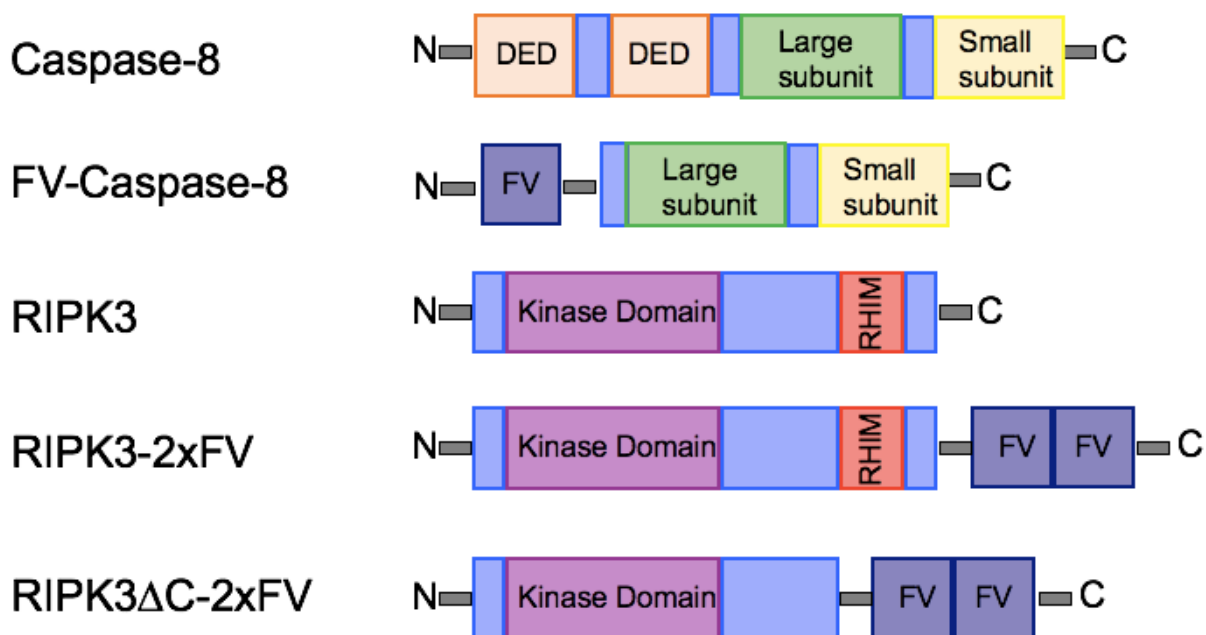 Caspase-8
N DED DED Large subunit Small subunit C
FV-Caspase-8
N FV Large subunit Small subunit C
RIPK3
N Kinase Domain RHIM C
RIPK3-2xFV
N Kinase Domain RHIM FV FV C
RIPK3ΔC-2xFV
N Kinase Domain FV FV C